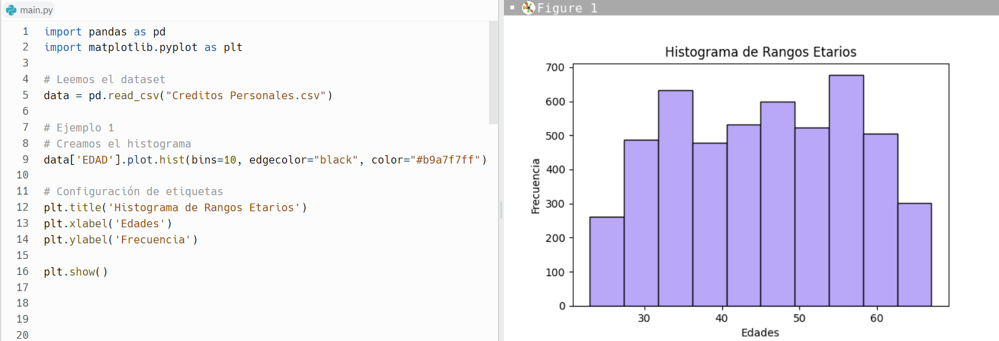 main.py
1 import pandas as pd
2 import matplotlib.pyplot as plt
3
4 # Leemos el dataset
5 data = pd.read_csv("Creditos Personales.csv")
6
7 # Ejemplo 1
8 # Creamos el histograma
9 data['EDAD'].plot.hist(bins=10, edgecolor="black", color="#b9a7f7ff")
10
11 # Configuración de etiquetas
12 plt.title('Histograma de Rangos Etarios')
13 plt.xlabel('Edades')
14 plt.ylabel('Frecuencia')
15
16 plt.show()
17
18
19
20
Figure 1
Histograma de Rangos Etarios
700
600
500
400
300
200
100
0
Frecuencia
30 40 50 60
Edades